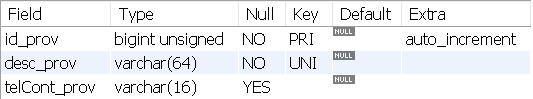 Field Type Null Key Default Extra
id_prov bigint unsigned NO PRI NULL auto_increment
desc_prov varchar(64) NO UNI NULL
telCont_prov varchar(16) YES NULL